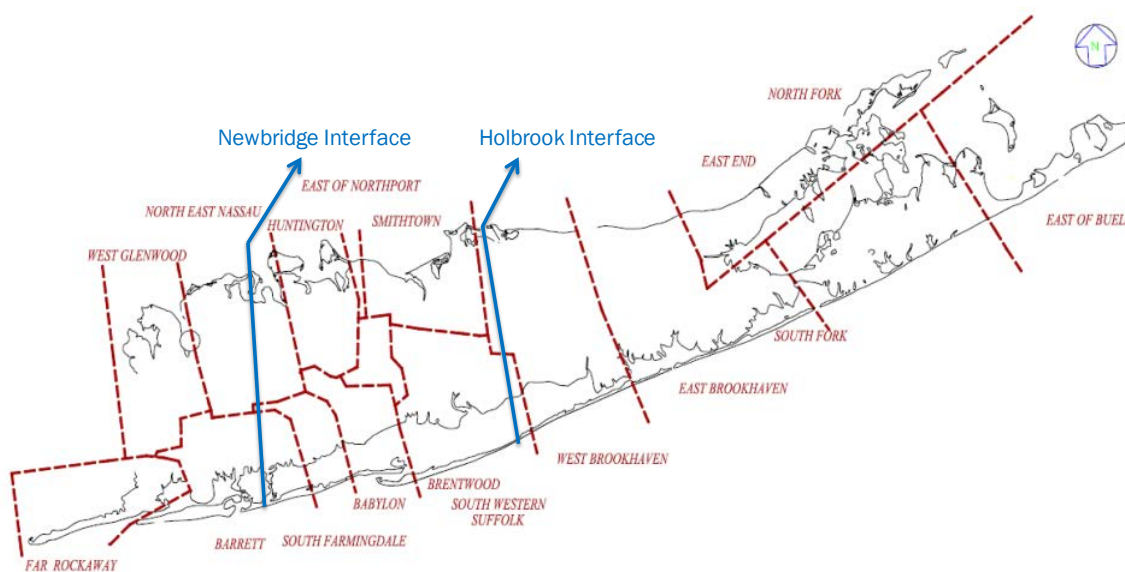 N
NORTH FORK
Newbridge Interface
Holbrook Interface
EAST END
EAST OF NORTHPORT
NORTH EAST NASSAU
HUNTINGTON
SMITHTOWN
EAST OF BUEL
WEST GLENWOOD
SOUTH FORK
EAST BROOKHAVEN
WEST BROOKHAVEN
BRENTWOOD
BABYLON
SOUTH WESTERN
SUFFOLK
BARRETT
SOUTH FARMINGDALE
FAR ROCKAWAY